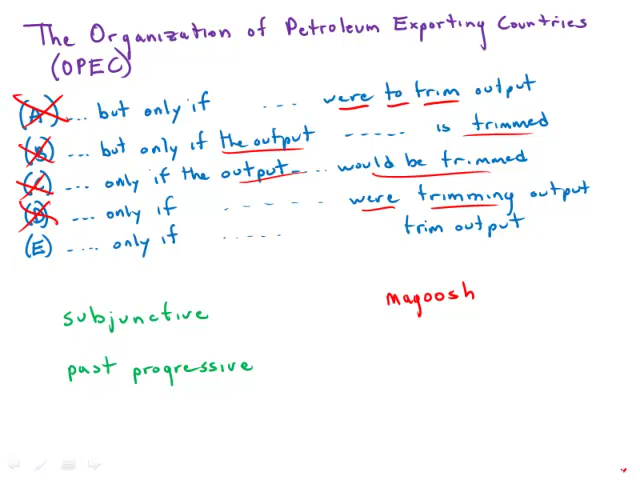 The Organization of Petroleum Exporting Countries
(OPEC)
(A) ... but only if ... were to trim output
(B) ... but only if the output ..... is trimmed
(C) ... only if the output ... would be trimmed
(D) ... only if ...... were trimming output
(E) .... only if ..... trim output
subjunctive
magoosh
past progressive